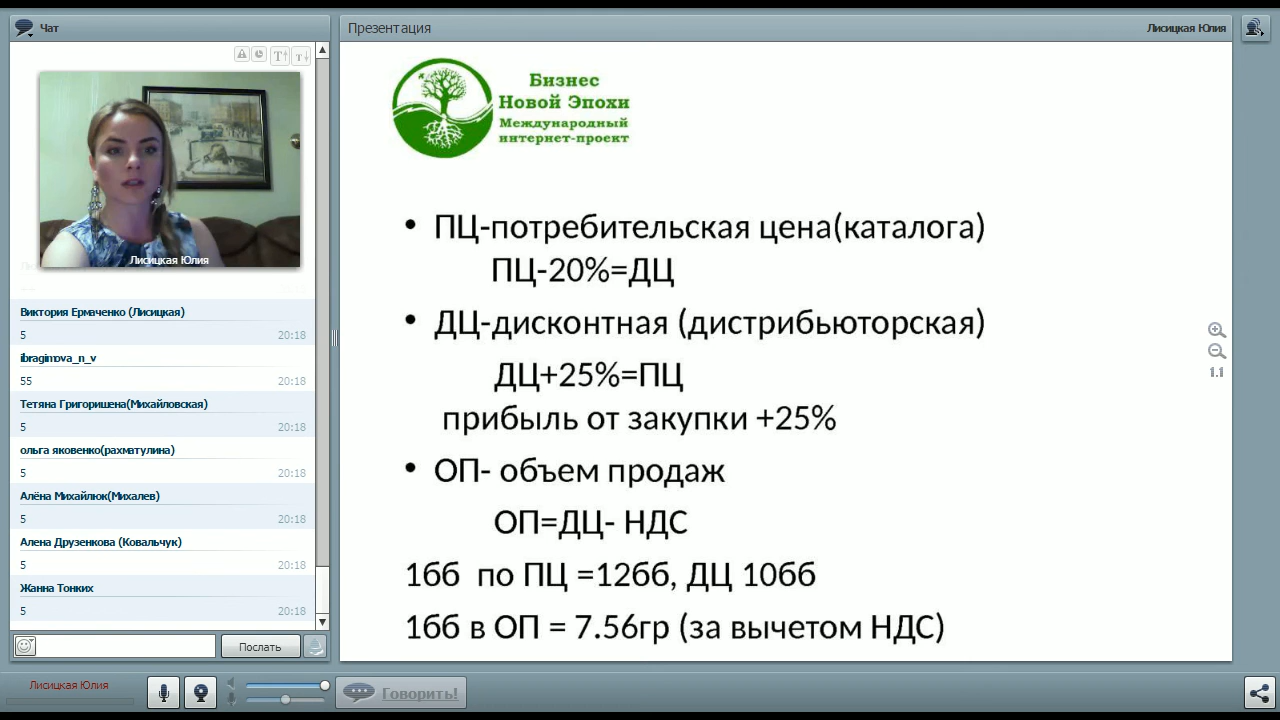 Чат
Лисицкая Юлия
Виктория Ермаченко (Лисицкая)
5 20:18
ibragimova_n_v
55 20:18
Тетяна Григоришена(Михайловская)
5 20:18
ольга яковенко(рахматулина)
5 20:18
Алёна Михайлюк(Михалев)
5 20:18
Алена Друзенкова (Ковальчук)
5 20:18
Жанна Тонких
5 20:18
Послать
Презентация
Лисицкая Юлия
Бизнес
Новой Эпохи
Международный
интернет-проект
• ПЦ-потребительская цена(каталога)
ПЦ-20%=ДЦ
• ДЦ-дисконтная (дистрибьюторская)
ДЦ+25%=ПЦ
прибыль от закупки +25%
• ОП- объем продаж
ОП=ДЦ- НДС
1бб по ПЦ =12бб, ДЦ 10бб
1бб в ОП = 7.56гр (за вычетом НДС)
1.1
Лисицкая Юлия
Говорить!